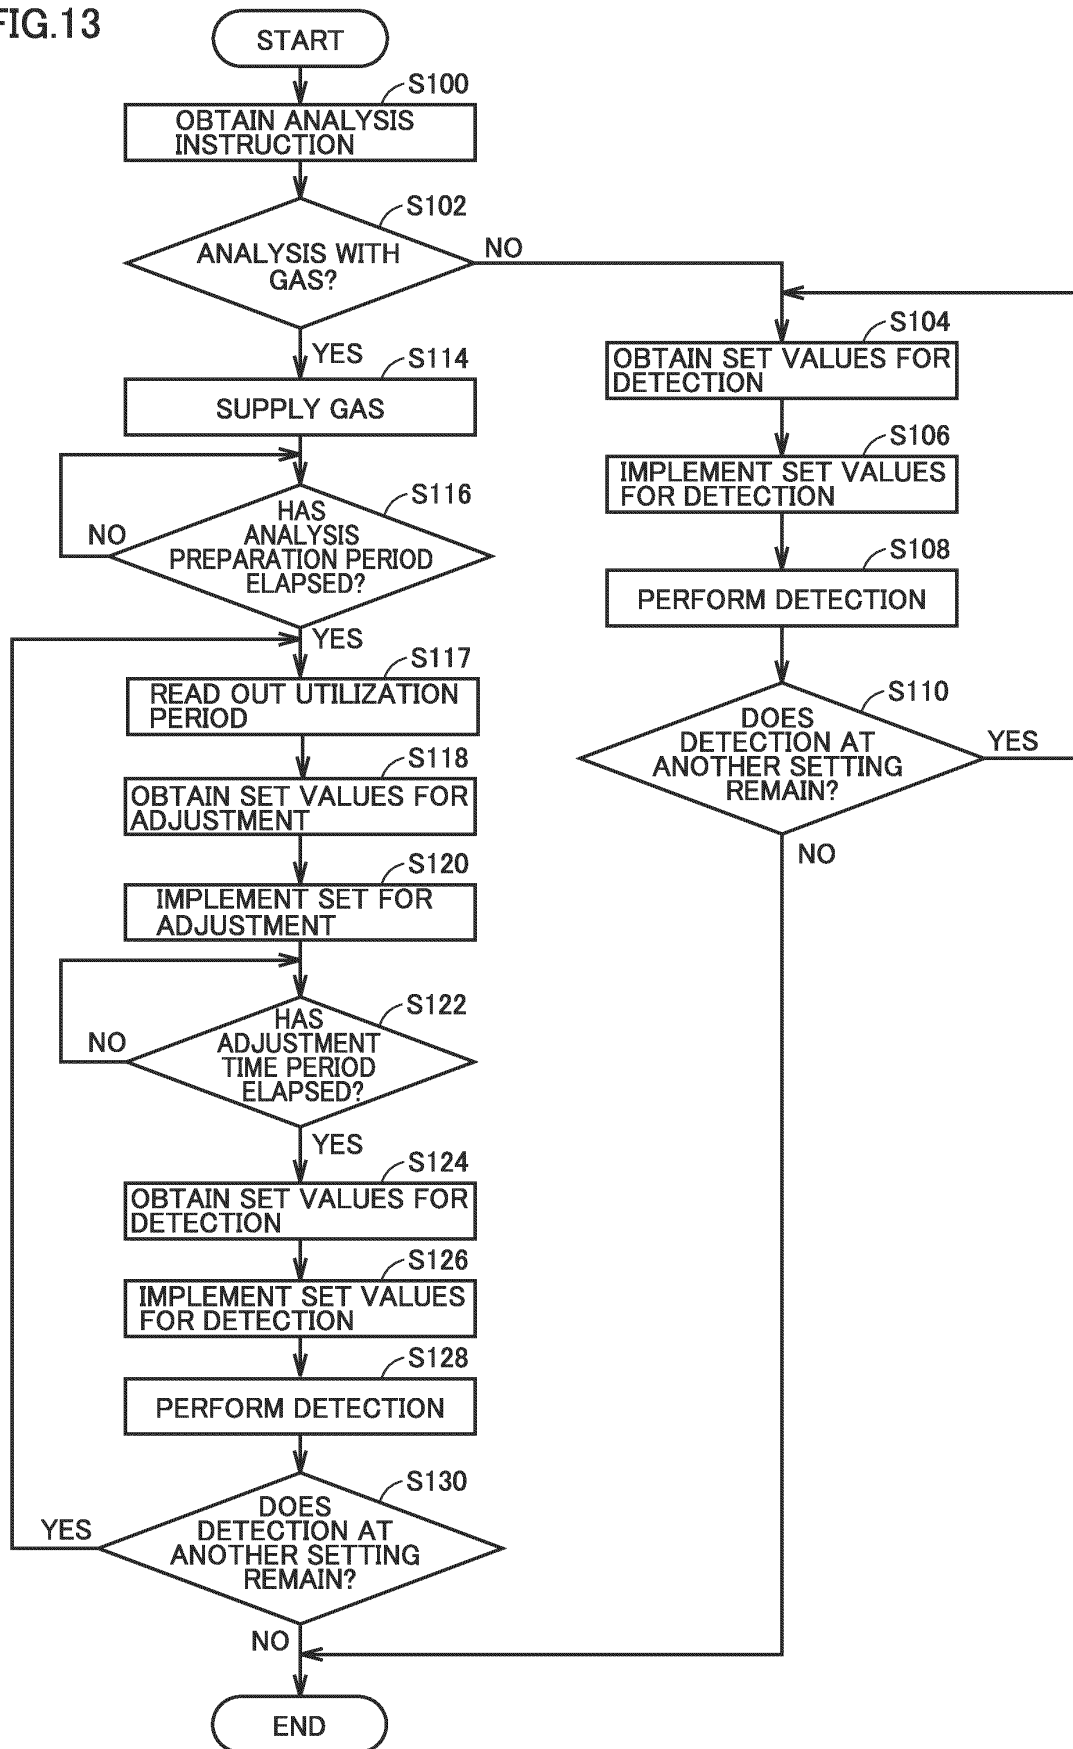 FIG.13
START
S100
OBTAIN ANALYSIS
INSTRUCTION
S102
ANALYSIS WITH
GAS?
NO
YES
S114
SUPPLY GAS
S116
HAS
ANALYSIS
PREPARATION PERIOD
ELAPSED?
NO
YES
S117
READ OUT UTILIZATION
PERIOD
S118
OBTAIN SET VALUES FOR
ADJUSTMENT
S120
IMPLEMENT SET FOR
ADJUSTMENT
S122
HAS
ADJUSTMENT
TIME PERIOD
ELAPSED?
NO
YES
S124
OBTAIN SET VALUES FOR
DETECTION
S126
IMPLEMENT SET VALUES
FOR DETECTION
S128
PERFORM DETECTION
S130
DOES
DETECTION AT
ANOTHER SETTING
REMAIN?
YES
NO
S104
OBTAIN SET VALUES FOR
DETECTION
S106
IMPLEMENT SET VALUES
FOR DETECTION
S108
PERFORM DETECTION
S110
DOES
DETECTION AT
ANOTHER SETTING
REMAIN?
YES
NO
END